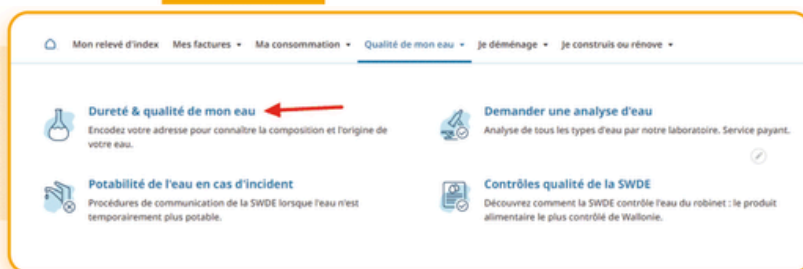 Mon relevé d'index Mes factures Ma consommation Qualité de mon eau Je déménage Je construis ou rénove
Dureté & qualité de mon eau
Encodez votre adresse pour connaître la composition et l'origine de
votre eau.
Demander une analyse d'eau
Analyse de tous les types d'eau par notre laboratoire. Service payant.
Potabilité de l'eau en cas d'incident
Procédures de communication de la SWDE lorsque l'eau n'est
temporairement plus potable.
Contrôles qualité de la SWDE
Découvrez comment la SWDE contrôle l'eau du robinet : le produit
alimentaire le plus contrôlé de Wallonie.